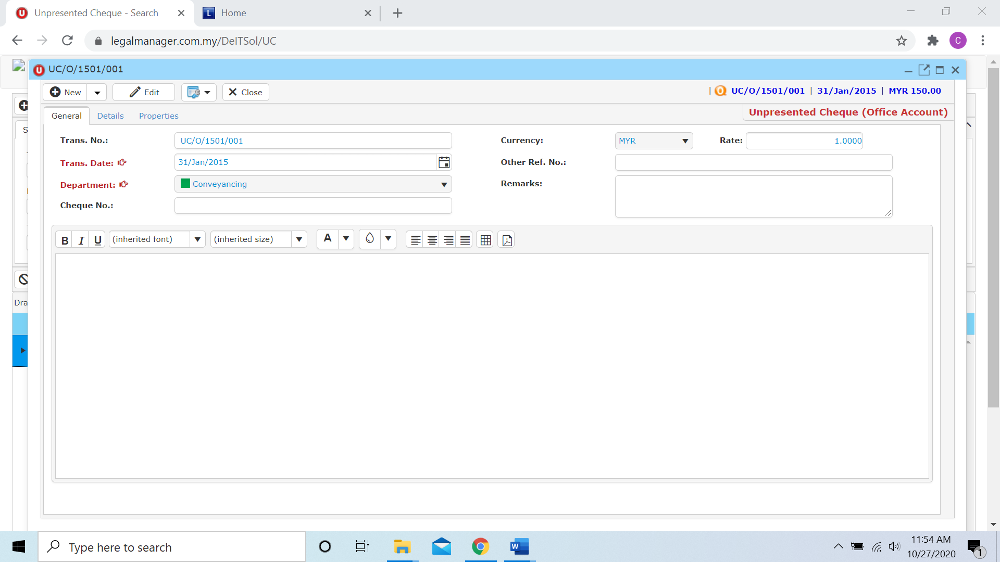 Unpresented Cheque - Search
L Home
legalmanager.com.my/DeITSol/UC
C
U UC/O/1501/001
New Edit Close
| O UC/O/1501/001 | 31/Jan/2015 | MYR 150.00
General Details Properties
Unpresented Cheque (Office Account)
S
Trans. No.: UC/O/1501/001
Currency: MYR Rate: 1.0000
Trans. Date: 31/Jan/2015
Other Ref. No.:
Department: Conveyancing
Remarks:
Cheque No.:
B I U (inherited font) (inherited size) A
Dra
Type here to search
W
11:54 AM
10/27/2020
1